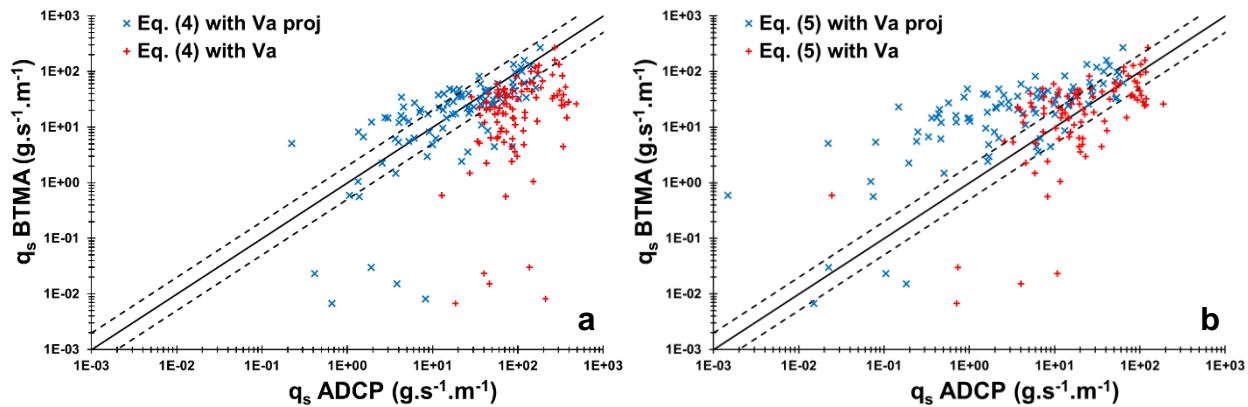 × Eq. (4) with Va proj
+ Eq. (4) with Va
1E+03
1E+02
1E+01
1E+00
1E-01
1E-02
1E-03
q_s BTMA (g.s⁻¹.m⁻¹)
1E-03 1E-02 1E-01 1E+00 1E+01 1E+02 1E+03
q_s ADCP (g.s⁻¹.m⁻¹)
a
× Eq. (5) with Va proj
+ Eq. (5) with Va
1E+03
1E+02
1E+01
1E+00
1E-01
1E-02
1E-03
q_s BTMA (g.s⁻¹.m⁻¹)
1E-03 1E-02 1E-01 1E+00 1E+01 1E+02 1E+03
q_s ADCP (g.s⁻¹.m⁻¹)
b